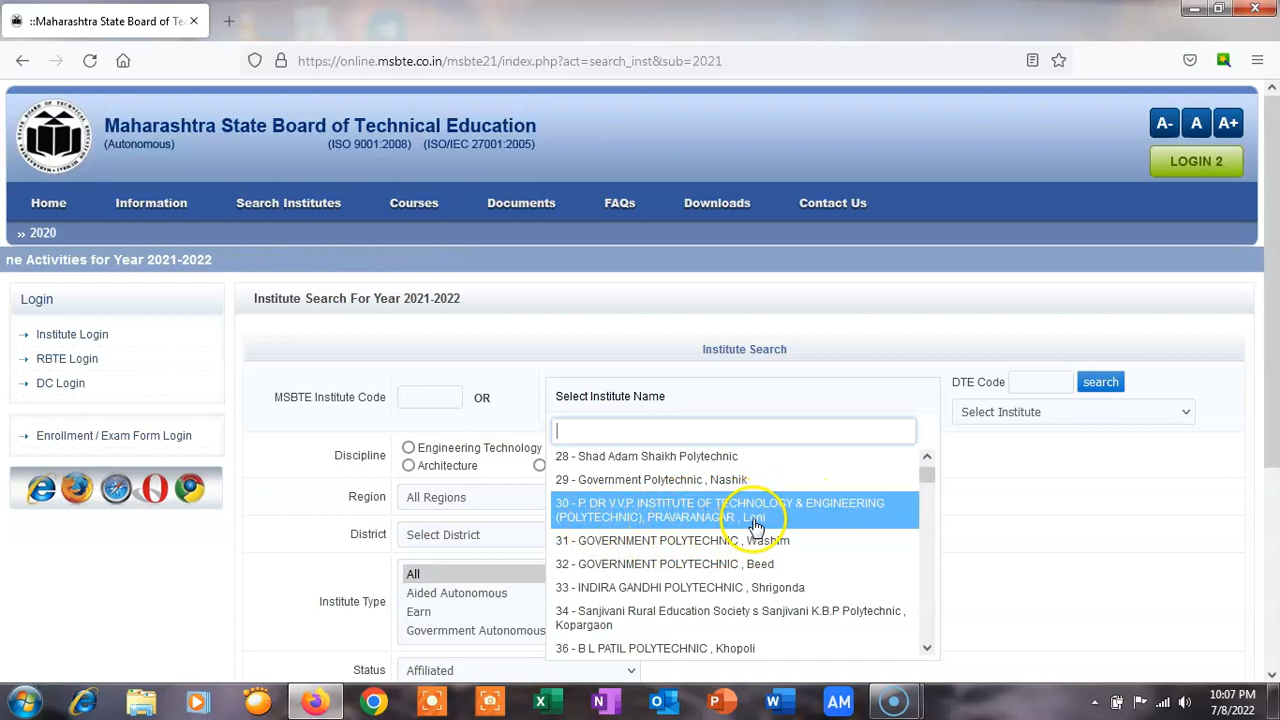 ::Maharashtra State Board of Te
https://online.msbte.co.in/msbte21/index.php?ct=search_inst&sub=2021
Maharashtra State Board of Technical Education
(Autonomous) (ISO 9001:2008) (ISO/IEC 27001:2005)
A- A A+
LOGIN 2
Home Information Search Institutes Courses Documents FAQs Downloads Contact Us
» 2020
ne Activities for Year 2021-2022
Login
Institute Login
RBTE Login
DC Login
Enrollment / Exam Form Login
Institute Search For Year 2021-2022
Institute Search
MSBTE Institute Code OR
Select Institute Name
DTE Code search
Select Institute
Discipline
Engineering Technology
Architecture
Region All Regions
District Select District
Institute Type
All
Aided Autonomous
Earn
Govermment Autonomous
Status Affiliated
28 - Shad Adam Shaikh Polytechnic
29 - Government Polytechnic , Nashik
30 - P. DR V.V.P. INSTITUTE OF TECHNOLOGY & ENGINEERING
(POLYTECHNIC), PRAVARANAGAR , Loni
31 - GOVERNMENT POLYTECHNIC , Washim
32 - GOVERNMENT POLYTECHNIC , Beed
33 - INDIRA GANDHI POLYTECHNIC , Shrigonda
34 - Sanjivani Rural Education Society s Sanjivani K.B.P Polytechnic ,
Kopargaon
36 - B L PATIL POLYTECHNIC , Khopoli
AM
10:07 PM
7/8/2022